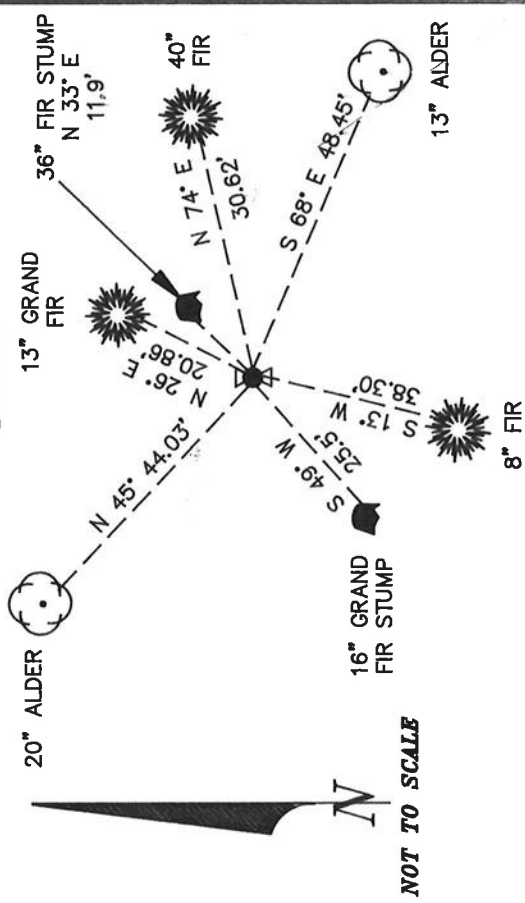 36" FIR STUMP
N 33° E
11.9'
40"
FIR
13" GRAND
FIR
N 74° E
30.62'
N 26° E
20.86'
N 45° 44.03'
S 68° E 48.45'
13" ALDER
20" ALDER
S 49° W
25.5'
S 13° W
38.30'
16" GRAND
FIR STUMP
8" FIR
N
NOT TO SCALE